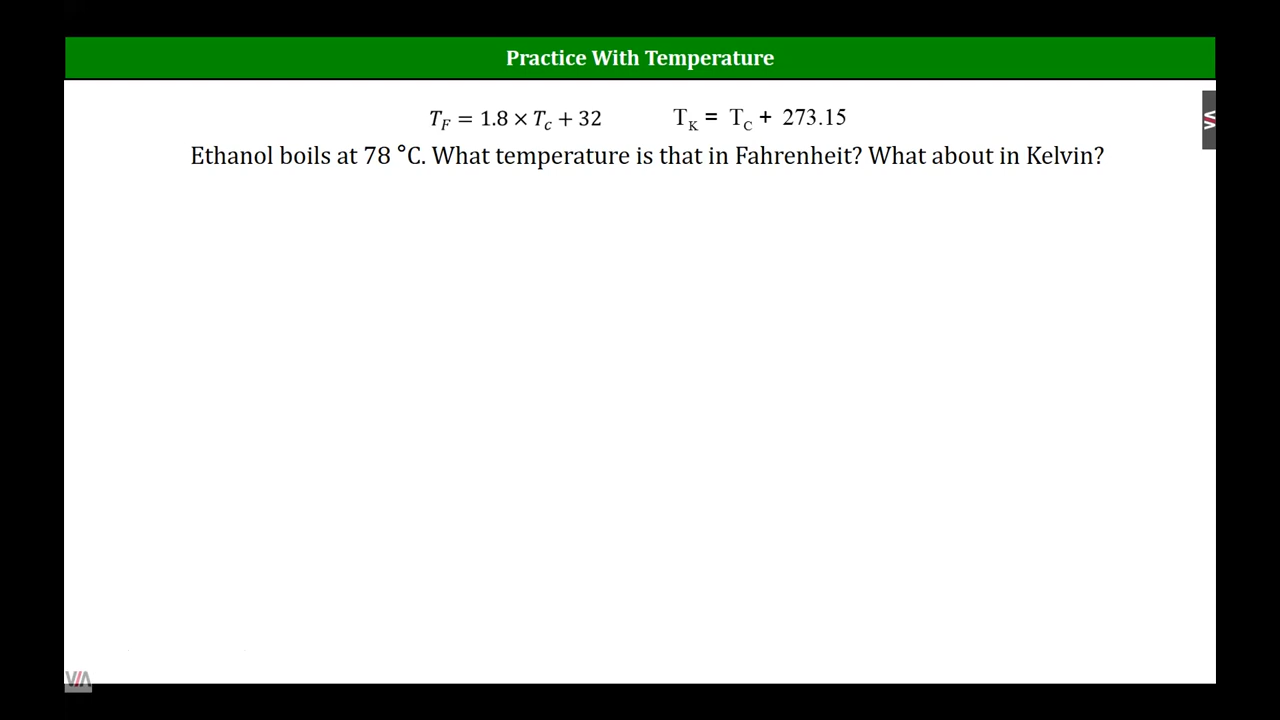 Practice With Temperature
T_F = 1.8 × T_c + 32    T_K = T_C + 273.15
Ethanol boils at 78 °C. What temperature is that in Fahrenheit? What about in Kelvin?
VIA